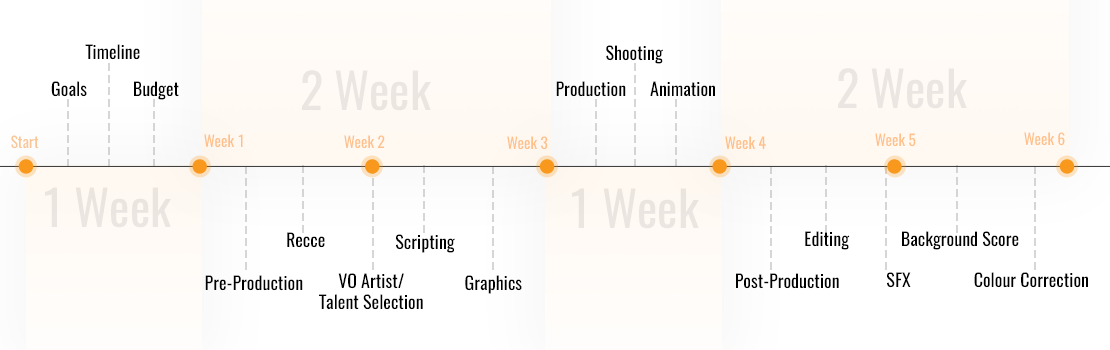 Timeline
Shooting
Goals
Budget
2 Week
Production
Animation
2 Week
Start
Week 1
Week 2
Week 3
Week 4
Week 5
Week 6
1 Week
1 Week
Recce
Scripting
Editing
Background Score
Pre-Production
VO Artist/
Talent Selection
Graphics
Post-Production
SFX
Colour Correction